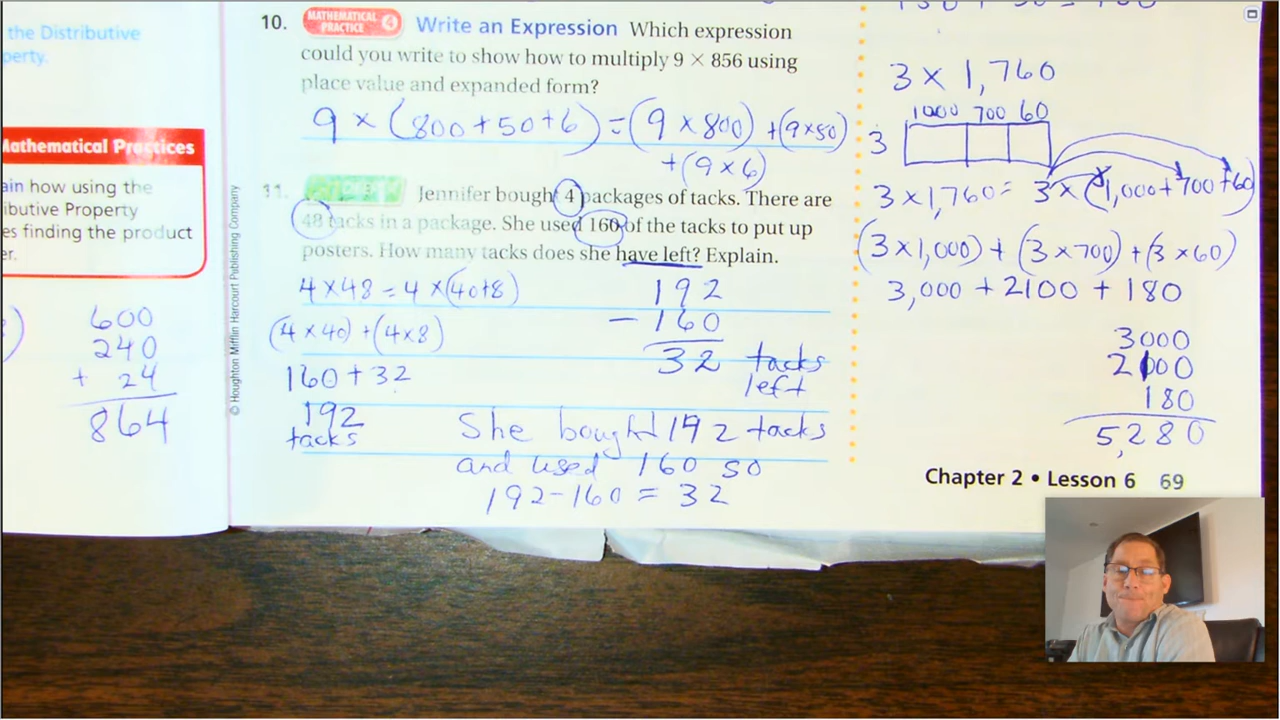 the Distributive
perty.
Mathematical Practices
ain how using the
ributive Property
es finding the product
er.
600
240
+ 24
864
© Houghton Mifflin Harcourt Publishing Company
10. MATHEMATICAL PRACTICE 4 Write an Expression Which expression
could you write to show how to multiply 9 × 856 using
place value and expanded form?
9 × (800+50+6) = (9 × 800) + (9×50)
+ (9 × 6)
11. Jennifer bought 4 packages of tacks. There are
48 tacks in a package. She used 160 of the tacks to put up
posters. How many tacks does she have left? Explain.
4×48 = 4 × (40+8)
(4 × 40) + (4×8)
160 + 32
192
tacks
192
− 160
32 tacks
left
She bought 192 tacks
and used 160 so
192 − 160 = 32
3 × 1,760
1000 700 60
3
3 × 1,760 = 3 × (1,000 + 700 + 60)
(3 × 1,000) + (3 × 700) + (3 × 60)
3,000 + 2100 + 180
3000
2100
180
5,280
Chapter 2 • Lesson 6 69